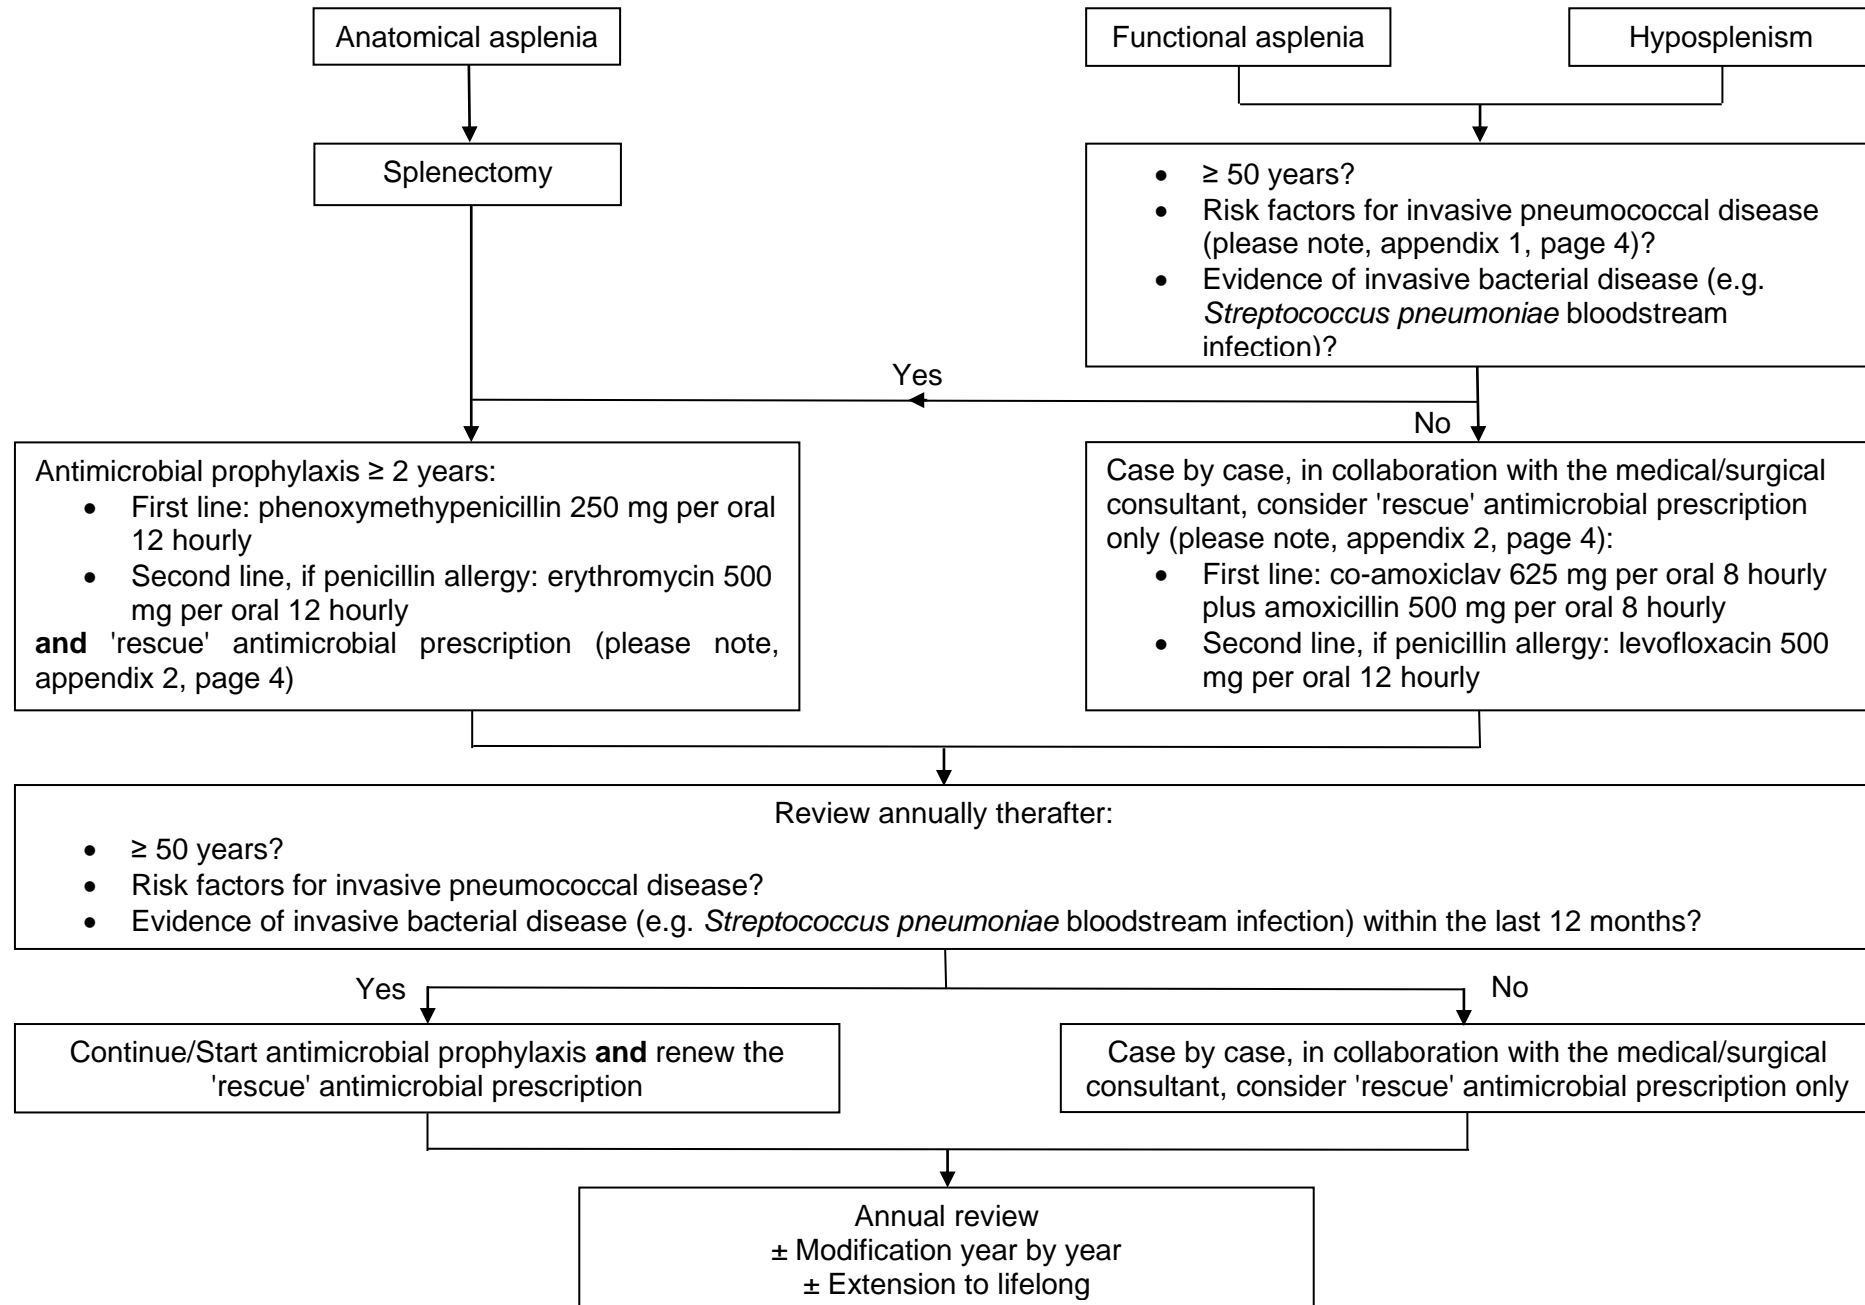 Anatomical asplenia
Functional asplenia
Hyposplenism
Splenectomy
• ≥ 50 years?
• Risk factors for invasive pneumococcal disease
(please note, appendix 1, page 4)?
• Evidence of invasive bacterial disease (e.g.
Streptococcus pneumoniae bloodstream
infection)?
Yes
No
Antimicrobial prophylaxis ≥ 2 years:
• First line: phenoxymethypenicillin 250 mg per oral
12 hourly
• Second line, if penicillin allergy: erythromycin 500
mg per oral 12 hourly
and 'rescue' antimicrobial prescription (please note,
appendix 2, page 4)
Case by case, in collaboration with the medical/surgical
consultant, consider 'rescue' antimicrobial prescription
only (please note, appendix 2, page 4):
• First line: co-amoxiclav 625 mg per oral 8 hourly
plus amoxicillin 500 mg per oral 8 hourly
• Second line, if penicillin allergy: levofloxacin 500
mg per oral 12 hourly
Review annually therafter:
• ≥ 50 years?
• Risk factors for invasive pneumococcal disease?
• Evidence of invasive bacterial disease (e.g. Streptococcus pneumoniae bloodstream infection) within the last 12 months?
Yes
No
Continue/Start antimicrobial prophylaxis and renew the
'rescue' antimicrobial prescription
Case by case, in collaboration with the medical/surgical
consultant, consider 'rescue' antimicrobial prescription only
Annual review
± Modification year by year
± Extension to lifelong